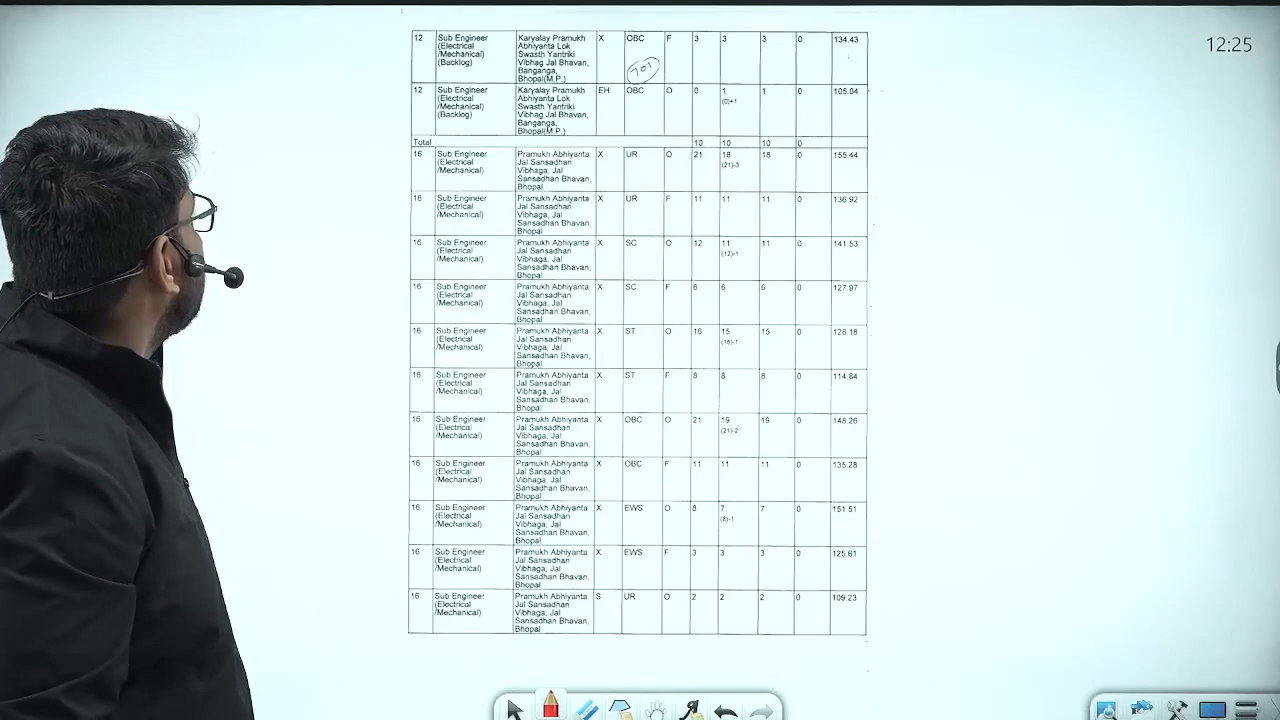 12:25
12 Sub Engineer (Electrical /Mechanical) (Backlog) Karyalay Pramukh Abhiyanta Lok Swasth Yantriki Vibhag Jal Bhavan, Banganga, Bhopal(M.P.) X OBC F 3 3 3 0 134.43
701
12 Sub Engineer (Electrical /Mechanical) (Backlog) Karyalay Pramukh Abhiyanta Lok Swasth Yantriki Vibhag Jal Bhavan, Banganga, Bhopal(M.P.) EH OBC O 0 1 (0)+1 1 0 105.04
Total 10 10 10 0
16 Sub Engineer (Electrical /Mechanical) Pramukh Abhiyanta Jal Sansadhan Vibhaga, Jal Sansadhan Bhavan, Bhopal X UR O 21 18 (21)-3 18 0 155.44
16 Sub Engineer (Electrical /Mechanical) Pramukh Abhiyanta Jal Sansadhan Vibhaga, Jal Sansadhan Bhavan, Bhopal X UR F 11 11 11 0 136.92
16 Sub Engineer (Electrical /Mechanical) Pramukh Abhiyanta Jal Sansadhan Vibhaga, Jal Sansadhan Bhavan, Bhopal X SC O 12 11 (12)-1 11 0 141.53
16 Sub Engineer (Electrical /Mechanical) Pramukh Abhiyanta Jal Sansadhan Vibhaga, Jal Sansadhan Bhavan, Bhopal X SC F 6 6 6 0 127.97
16 Sub Engineer (Electrical /Mechanical) Pramukh Abhiyanta Jal Sansadhan Vibhaga, Jal Sansadhan Bhavan, Bhopal X ST O 16 15 (16)-1 15 0 126.18
16 Sub Engineer (Electrical /Mechanical) Pramukh Abhiyanta Jal Sansadhan Vibhaga, Jal Sansadhan Bhavan, Bhopal X ST F 8 8 8 0 114.84
16 Sub Engineer (Electrical /Mechanical) Pramukh Abhiyanta Jal Sansadhan Vibhaga, Jal Sansadhan Bhavan, Bhopal X OBC O 21 19 (21)-2 19 0 148.26
16 Sub Engineer (Electrical /Mechanical) Pramukh Abhiyanta Jal Sansadhan Vibhaga, Jal Sansadhan Bhavan, Bhopal X OBC F 11 11 11 0 135.28
16 Sub Engineer (Electrical /Mechanical) Pramukh Abhiyanta Jal Sansadhan Vibhaga, Jal Sansadhan Bhavan, Bhopal X EWS O 8 7 (8)-1 7 0 151.51
16 Sub Engineer (Electrical /Mechanical) Pramukh Abhiyanta Jal Sansadhan Vibhaga, Jal Sansadhan Bhavan, Bhopal X EWS F 3 3 3 0 125.61
16 Sub Engineer (Electrical /Mechanical) Pramukh Abhiyanta Jal Sansadhan Vibhaga, Jal Sansadhan Bhavan, Bhopal S UR O 2 2 2 0 109.23